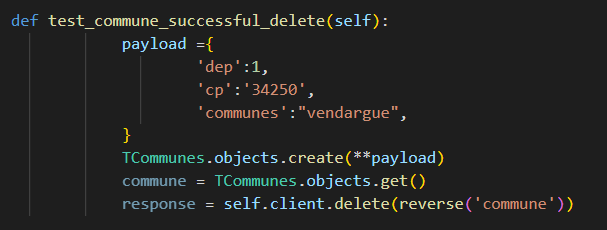 def test_commune_successful_delete(self):
payload ={
'dep':1,
'cp':'34250',
'communes':"vendargue",
}
TCommunes.objects.create(**payload)
commune = TCommunes.objects.get()
response = self.client.delete(reverse('commune'))